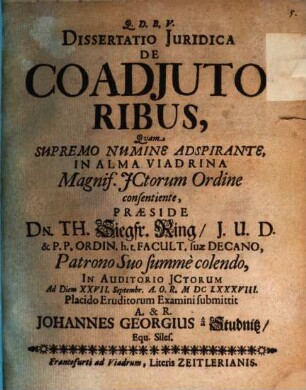 Q. D. B. V.
5.
DISSERTATIO JURIDICA
DE
COADJUTO
RIBUS,
Quam
SUPREMO NUMINE ADSPIRANTE,
IN ALMA VIADRINA
Magnif. JCtorum Ordine
consentiente,
PRÆSIDE
DN. TH. Siegfr. Ring/ J. U. D.
& P. P. ORDIN. h. t. FACULT. suæ DECANO,
Patrono Suo summè colendo,
IN AUDITORIO JCTORUM
Ad Diem XXVII. Septembr. A. O. R. M DC LXXXVIII.
Placido Eruditorum Examini submittit
A. & R.
JOHANNES GEORGIUS à Studnitz/
Equ. Siles.
Francofurti ad Viadrum, Literis ZEITLERIANIS.